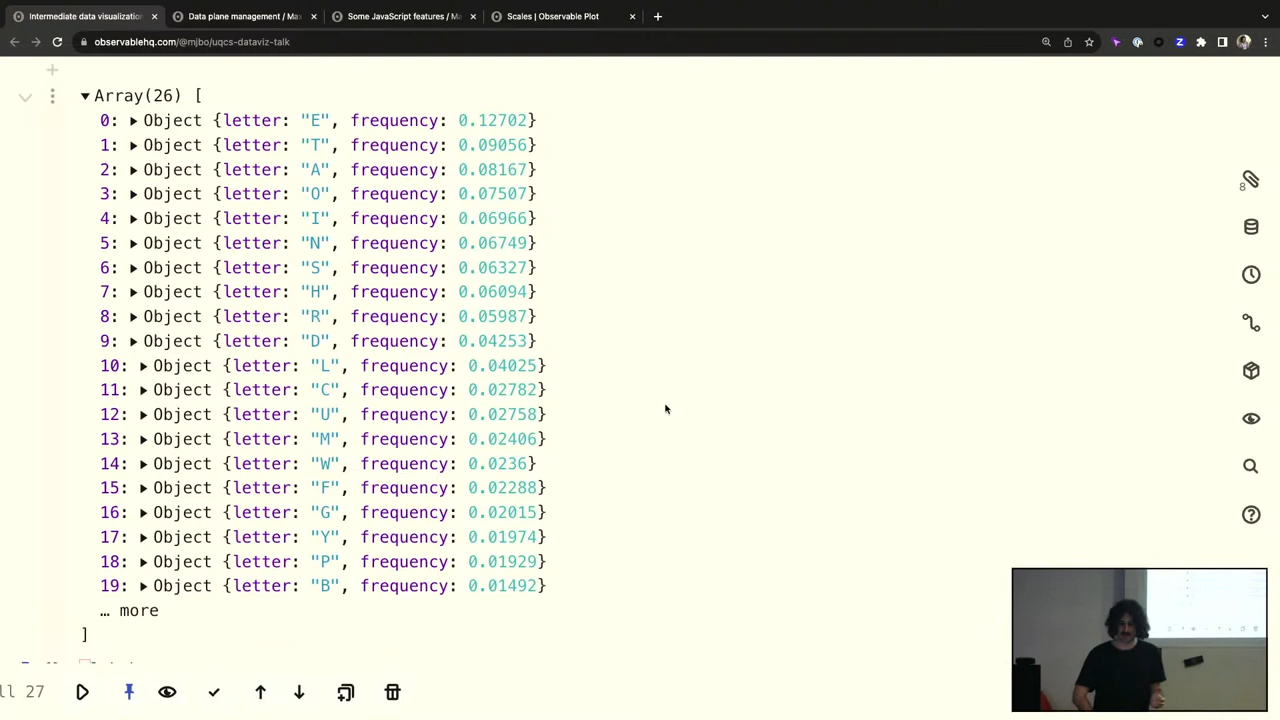 Intermediate data visualizatio
Data plane management / Max
Some JavaScript features / Ma
Scales | Observable Plot
observablehq.com/@mjbo/uqcs-dataviz-talk
▼Array(26) [
0: ▶Object {letter: "E", frequency: 0.12702}
1: ▶Object {letter: "T", frequency: 0.09056}
2: ▶Object {letter: "A", frequency: 0.08167}
3: ▶Object {letter: "O", frequency: 0.07507}
4: ▶Object {letter: "I", frequency: 0.06966}
5: ▶Object {letter: "N", frequency: 0.06749}
6: ▶Object {letter: "S", frequency: 0.06327}
7: ▶Object {letter: "H", frequency: 0.06094}
8: ▶Object {letter: "R", frequency: 0.05987}
9: ▶Object {letter: "D", frequency: 0.04253}
10: ▶Object {letter: "L", frequency: 0.04025}
11: ▶Object {letter: "C", frequency: 0.02782}
12: ▶Object {letter: "U", frequency: 0.02758}
13: ▶Object {letter: "M", frequency: 0.02406}
14: ▶Object {letter: "W", frequency: 0.0236}
15: ▶Object {letter: "F", frequency: 0.02288}
16: ▶Object {letter: "G", frequency: 0.02015}
17: ▶Object {letter: "Y", frequency: 0.01974}
18: ▶Object {letter: "P", frequency: 0.01929}
19: ▶Object {letter: "B", frequency: 0.01492}
… more
]
8
ll 27